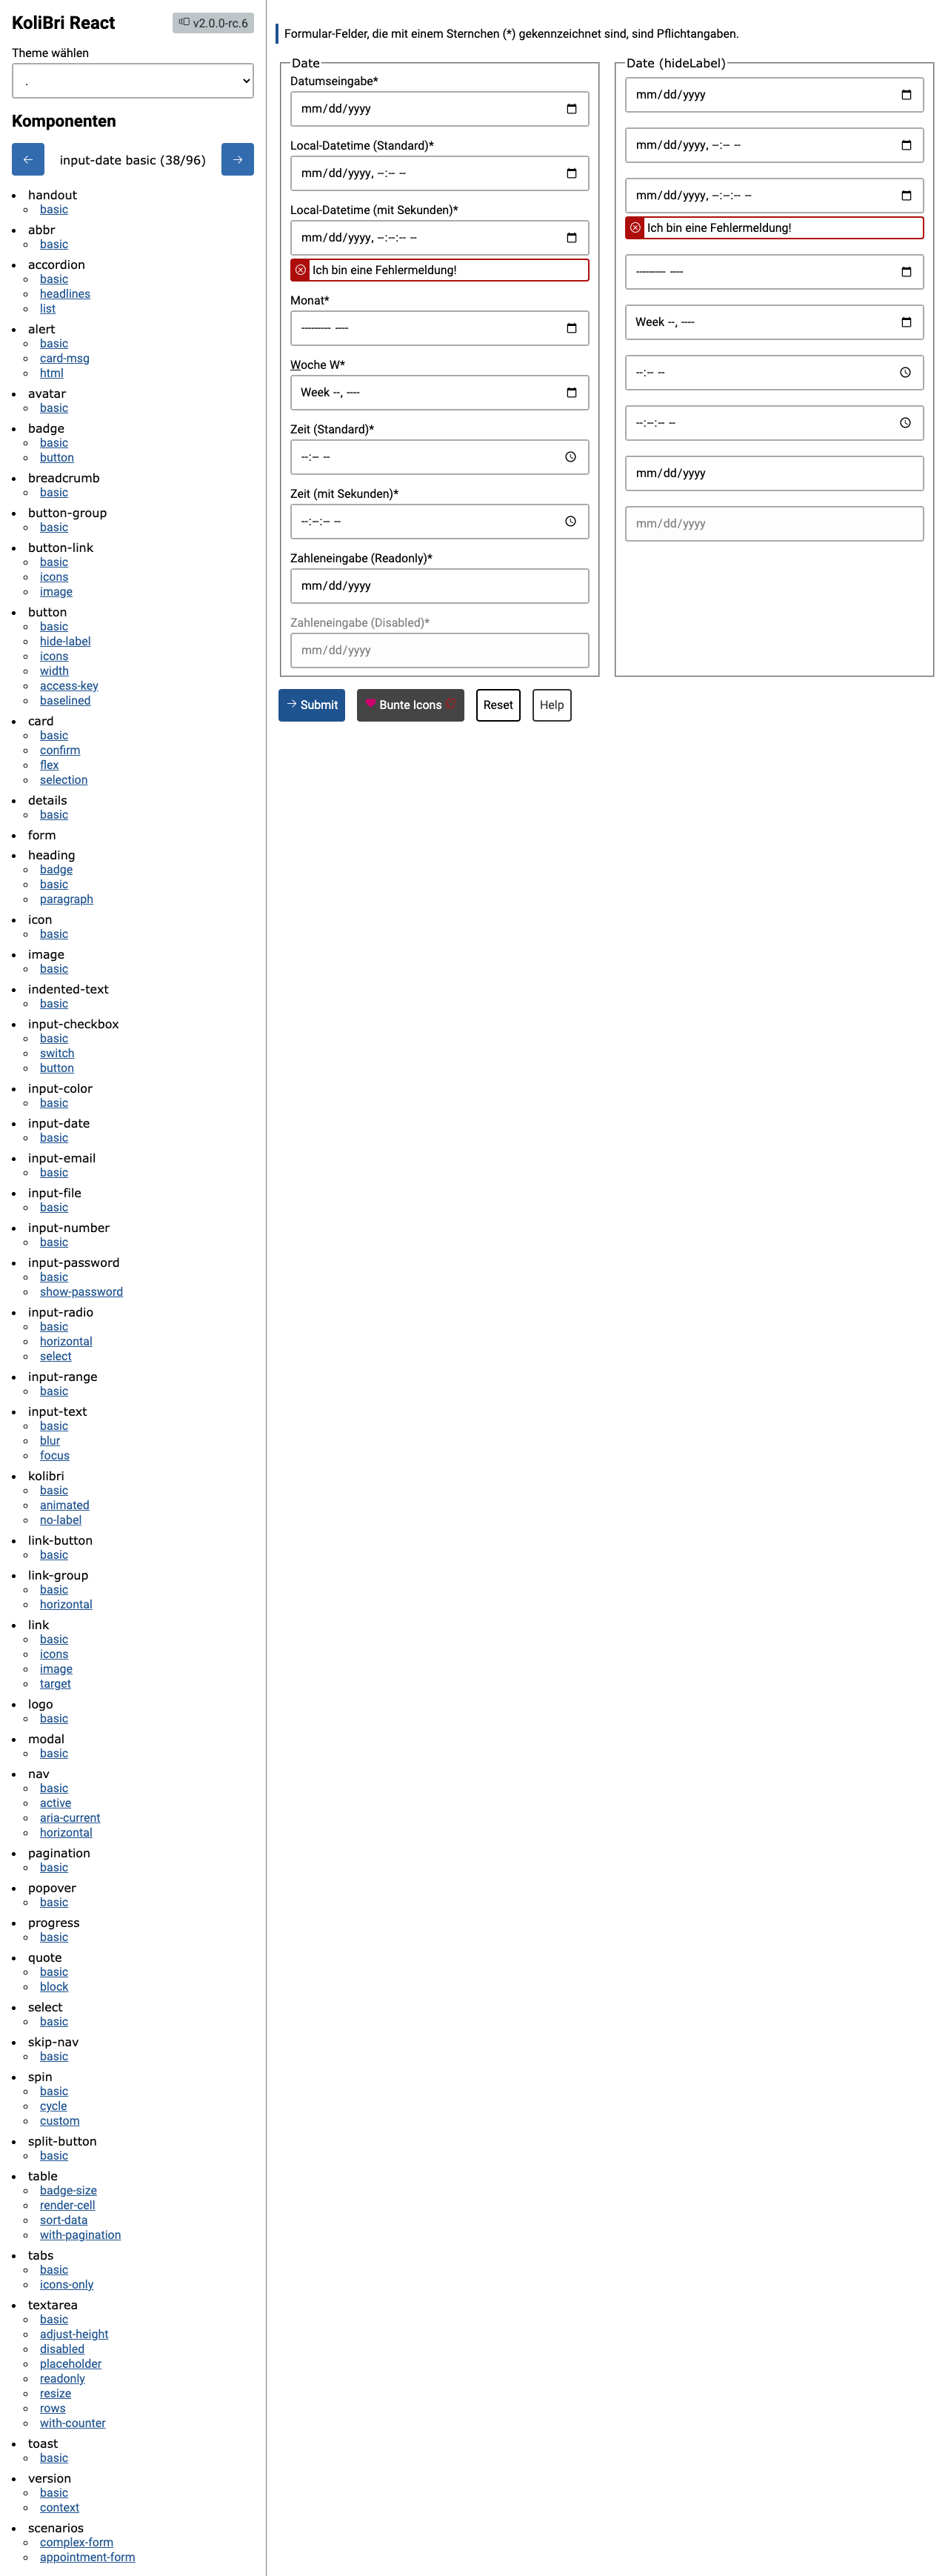 KoliBri React
v2.0.0-rc.6
Theme wählen
.
Komponenten
input-date basic (38/96)
handout
basic
abbr
basic
accordion
basic
headlines
list
alert
basic
card-msg
html
avatar
basic
badge
basic
button
breadcrumb
basic
button-group
basic
button-link
basic
icons
image
button
basic
hide-label
icons
width
access-key
baselined
card
basic
confirm
flex
selection
details
basic
form
heading
badge
basic
paragraph
icon
basic
image
basic
indented-text
basic
input-checkbox
basic
switch
button
input-color
basic
input-date
basic
input-email
basic
input-file
basic
input-number
basic
input-password
basic
show-password
input-radio
basic
horizontal
select
input-range
basic
input-text
basic
blur
focus
kolibri
basic
animated
no-label
link-button
basic
link-group
basic
horizontal
link
basic
icons
image
target
logo
basic
modal
basic
nav
basic
active
aria-current
horizontal
pagination
basic
popover
basic
progress
basic
quote
basic
block
select
basic
skip-nav
basic
spin
basic
cycle
custom
split-button
basic
table
badge-size
render-cell
sort-data
with-pagination
tabs
basic
icons-only
textarea
basic
adjust-height
disabled
placeholder
readonly
resize
rows
with-counter
toast
basic
version
basic
context
scenarios
complex-form
appointment-form
Formular-Felder, die mit einem Sternchen (*) gekennzeichnet sind, sind Pflichtangaben.
Date
Datumseingabe*
mm/dd/yyyy
Local-Datetime (Standard)*
mm/dd/yyyy, --:-- --
Local-Datetime (mit Sekunden)*
mm/dd/yyyy, --:--:-- --
Ich bin eine Fehlermeldung!
Monat*
--------- ----
Woche W*
Week --, ----
Zeit (Standard)*
--:-- --
Zeit (mit Sekunden)*
--:--:-- --
Zahleneingabe (Readonly)*
mm/dd/yyyy
Zahleneingabe (Disabled)*
mm/dd/yyyy
Date (hideLabel)
mm/dd/yyyy
mm/dd/yyyy, --:-- --
mm/dd/yyyy, --:--:-- --
Ich bin eine Fehlermeldung!
--------- ----
Week --, ----
--:-- --
--:--:-- --
mm/dd/yyyy
mm/dd/yyyy
Submit
Bunte Icons
Reset
Help